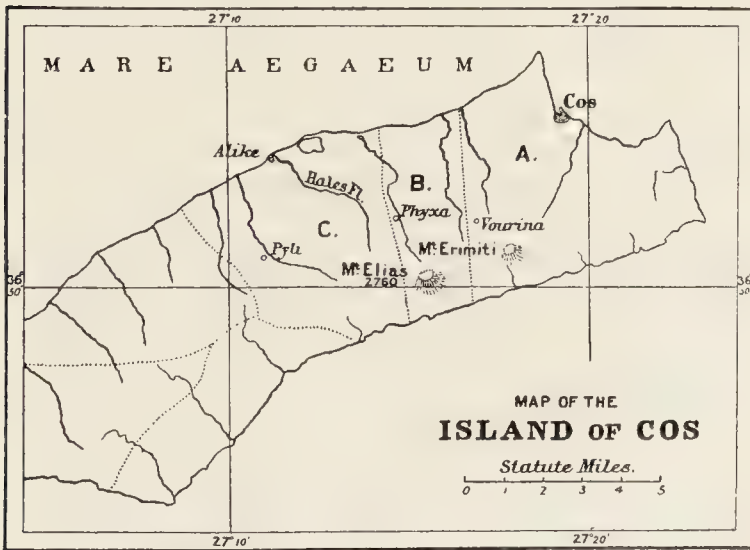 27°10
27°20
MARE AEGAEUM
Cos
Alike
A.
Hales Fl.
B.
Phyxa
Vourina
C.
Pyli
Mt. Erimiti
Mt. Elias
2760
36
50
36
50
MAP OF THE
ISLAND OF COS
Statute Miles.
0 1 2 3 4 5
27°10'
27°20'